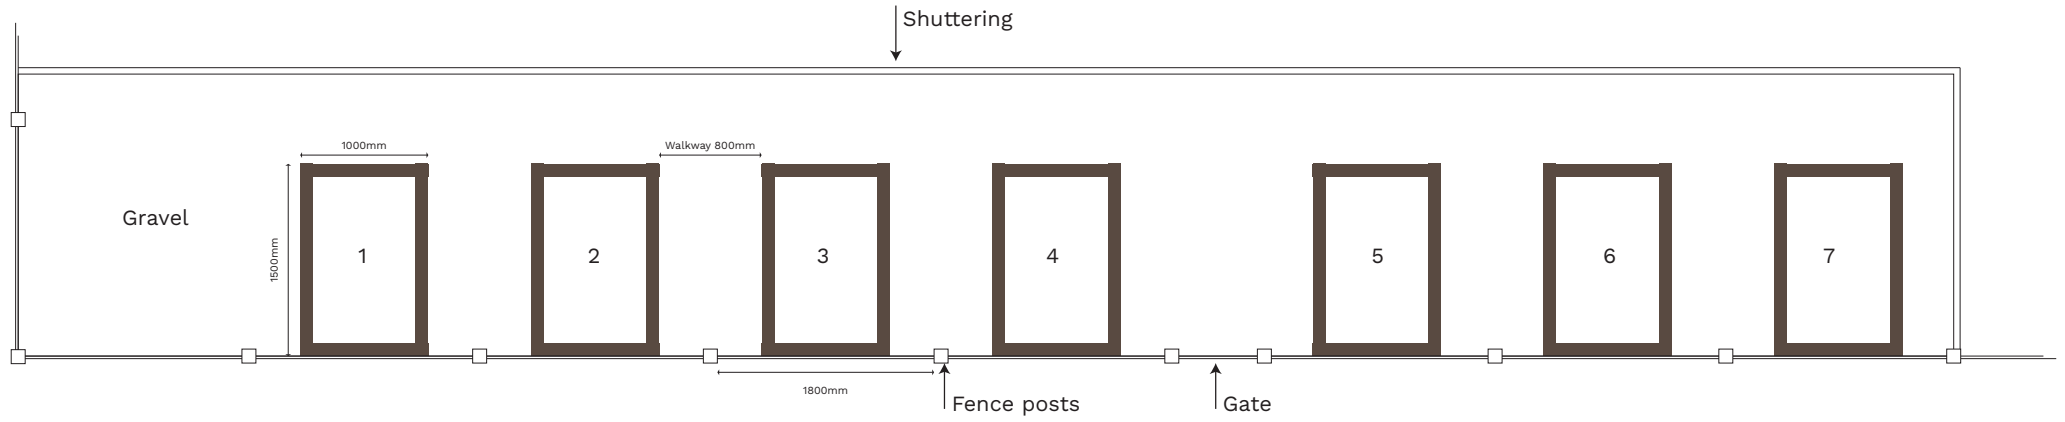 Shuttering
1000mm
Walkway 800mm
Gravel
1500mm
1
2
3
4
5
6
7
1800mm
Fence posts
Gate